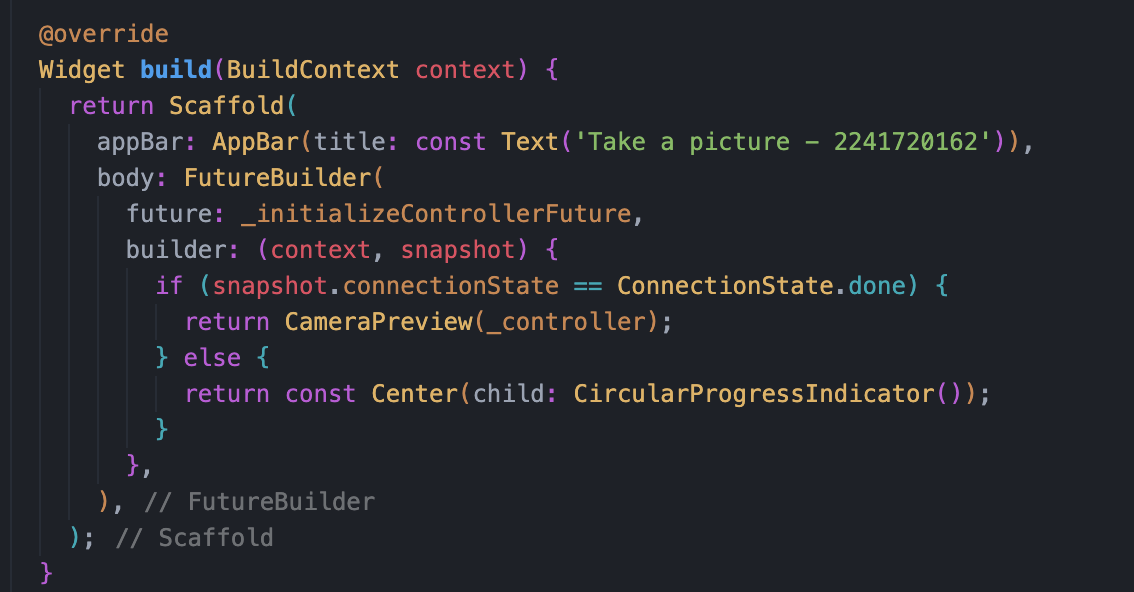 @override
Widget build(BuildContext context) {
  return Scaffold(
    appBar: AppBar(title: const Text('Take a picture - 2241720162')),
    body: FutureBuilder(
      future: _initializeControllerFuture,
      builder: (context, snapshot) {
        if (snapshot.connectionState == ConnectionState.done) {
          return CameraPreview(_controller);
        } else {
          return const Center(child: CircularProgressIndicator());
        }
      },
    ), // FutureBuilder
  ); // Scaffold
}